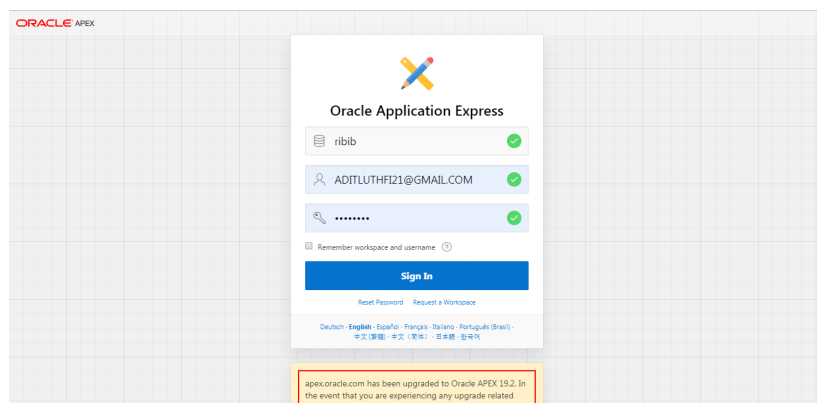 ORACLE APEX
Oracle Application Express
ribib
ADITLUTHFI21@GMAIL.COM
••••••••
Remember workspace and username ?
Sign In
Reset Password Request a Workspace
Deutsch · English · Español · Français · Italiano · Português (Brasil) ·
中文 (繁體) · 中文 (简体) · 日本語 · 한국어
apex.oracle.com has been upgraded to Oracle APEX 19.2. In
the event that you are experiencing any upgrade related